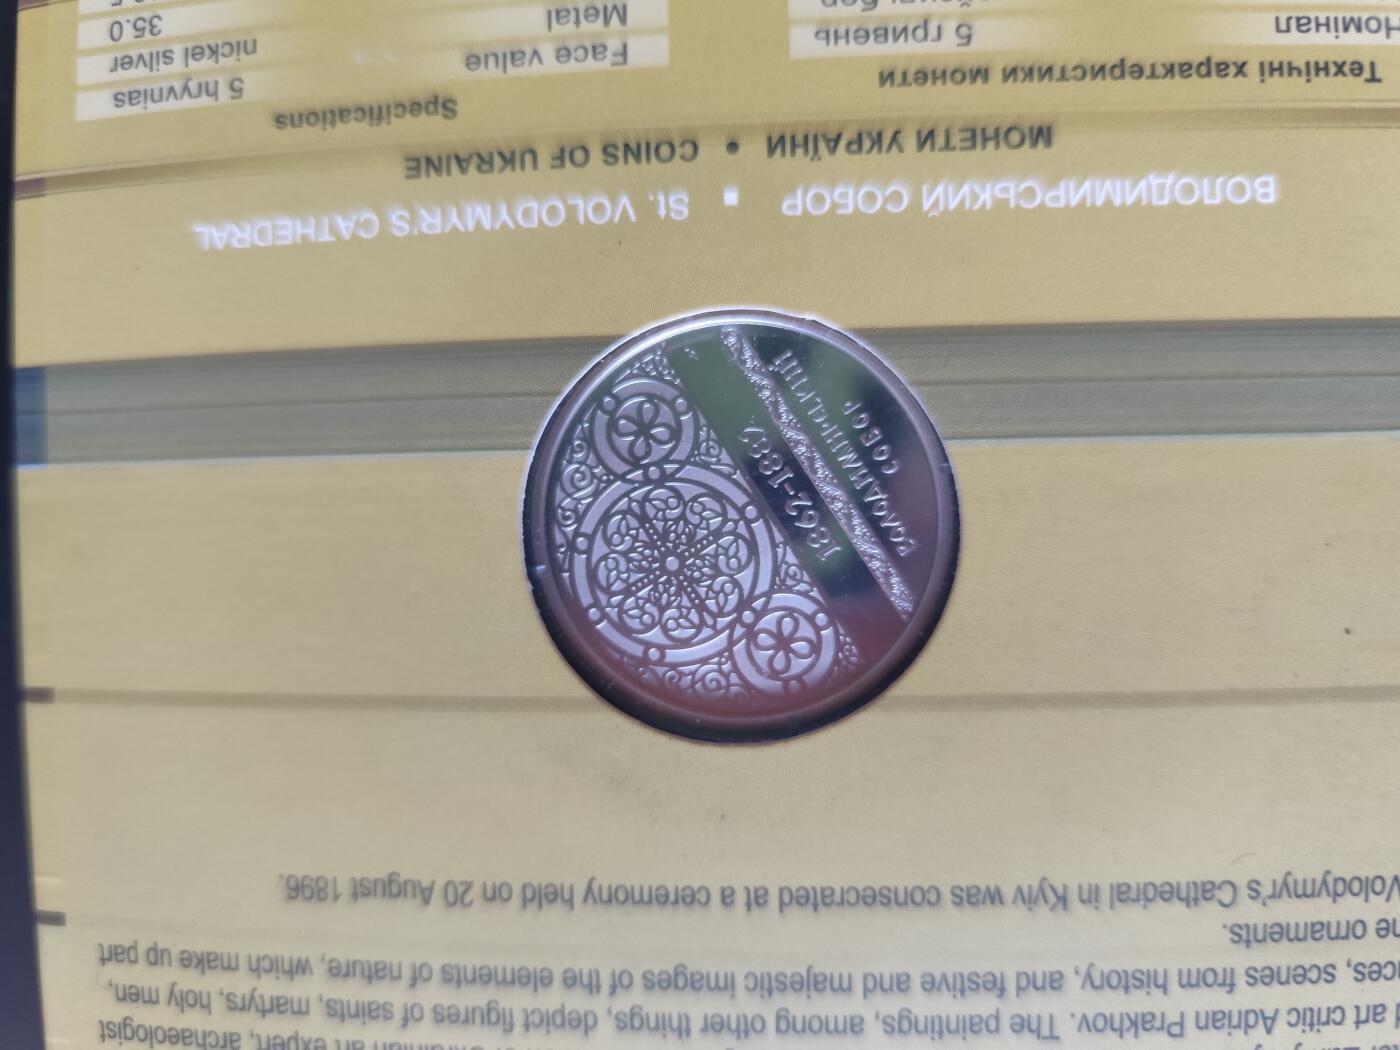 Ukrainian art expert, archaeologist
art critic Adrian Prakhov. The paintings, among other things, depict figures of saints, martyrs, holy men,
scenes from history, and festive and majestic images of the elements of nature, which make up part
ornaments.
Volodymyr's Cathedral in Kyiv was consecrated at a ceremony held on 20 August 1896.
ВОЛОДИМИРСЬКИЙ
СОБОР
1862-1882
ВОЛОДИМИРСЬКИЙ СОБОР ▪ St. VOLODYMYR'S CATHEDRAL
МОНЕТИ УКРАЇНИ • COINS OF UKRAINE
Технічні характеристики монети
Номінал 5 гривень
Specifications
Face value 5 hryvnias
Metal nickel silver
35.0